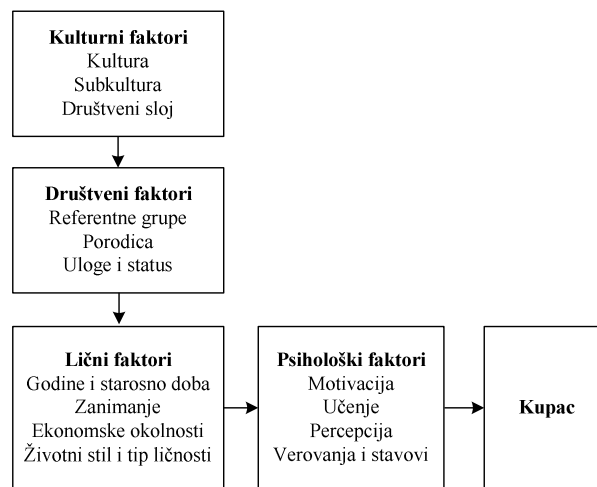 Kulturni faktori
Kultura
Subkultura
Društveni sloj
Društveni faktori
Referentne grupe
Porodica
Uloge i status
Lični faktori
Godine i starosno doba
Zanimanje
Ekonomske okolnosti
Životni stil i tip ličnosti
Psihološki faktori
Motivacija
Učenje
Percepcija
Verovanja i stavovi
Kupac